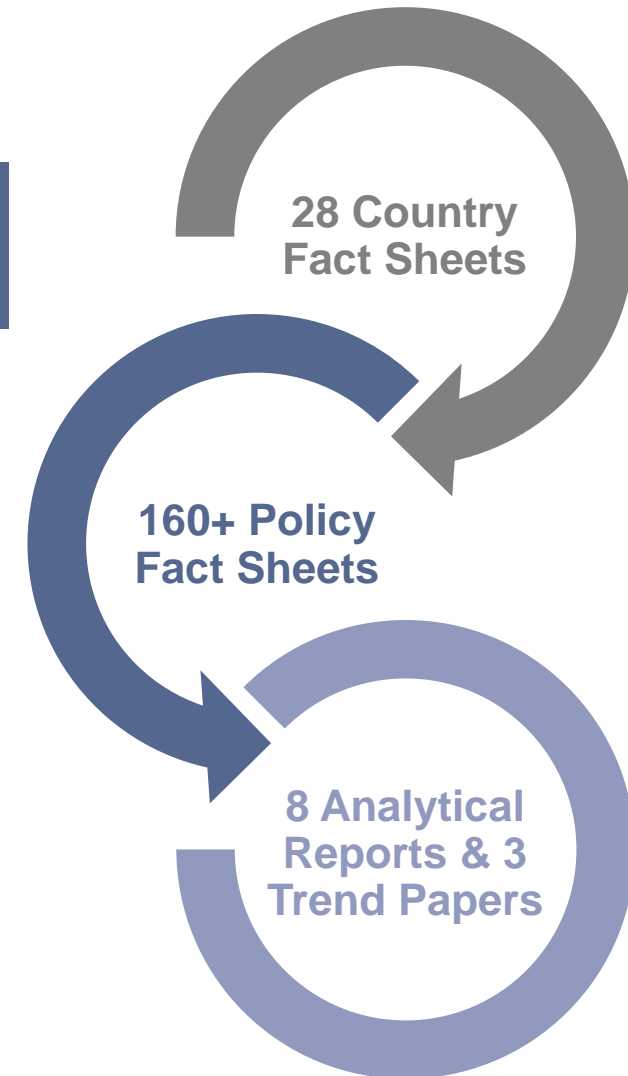 28 Country
Fact Sheets
160+ Policy
Fact Sheets
8 Analytical
Reports & 3
Trend Papers